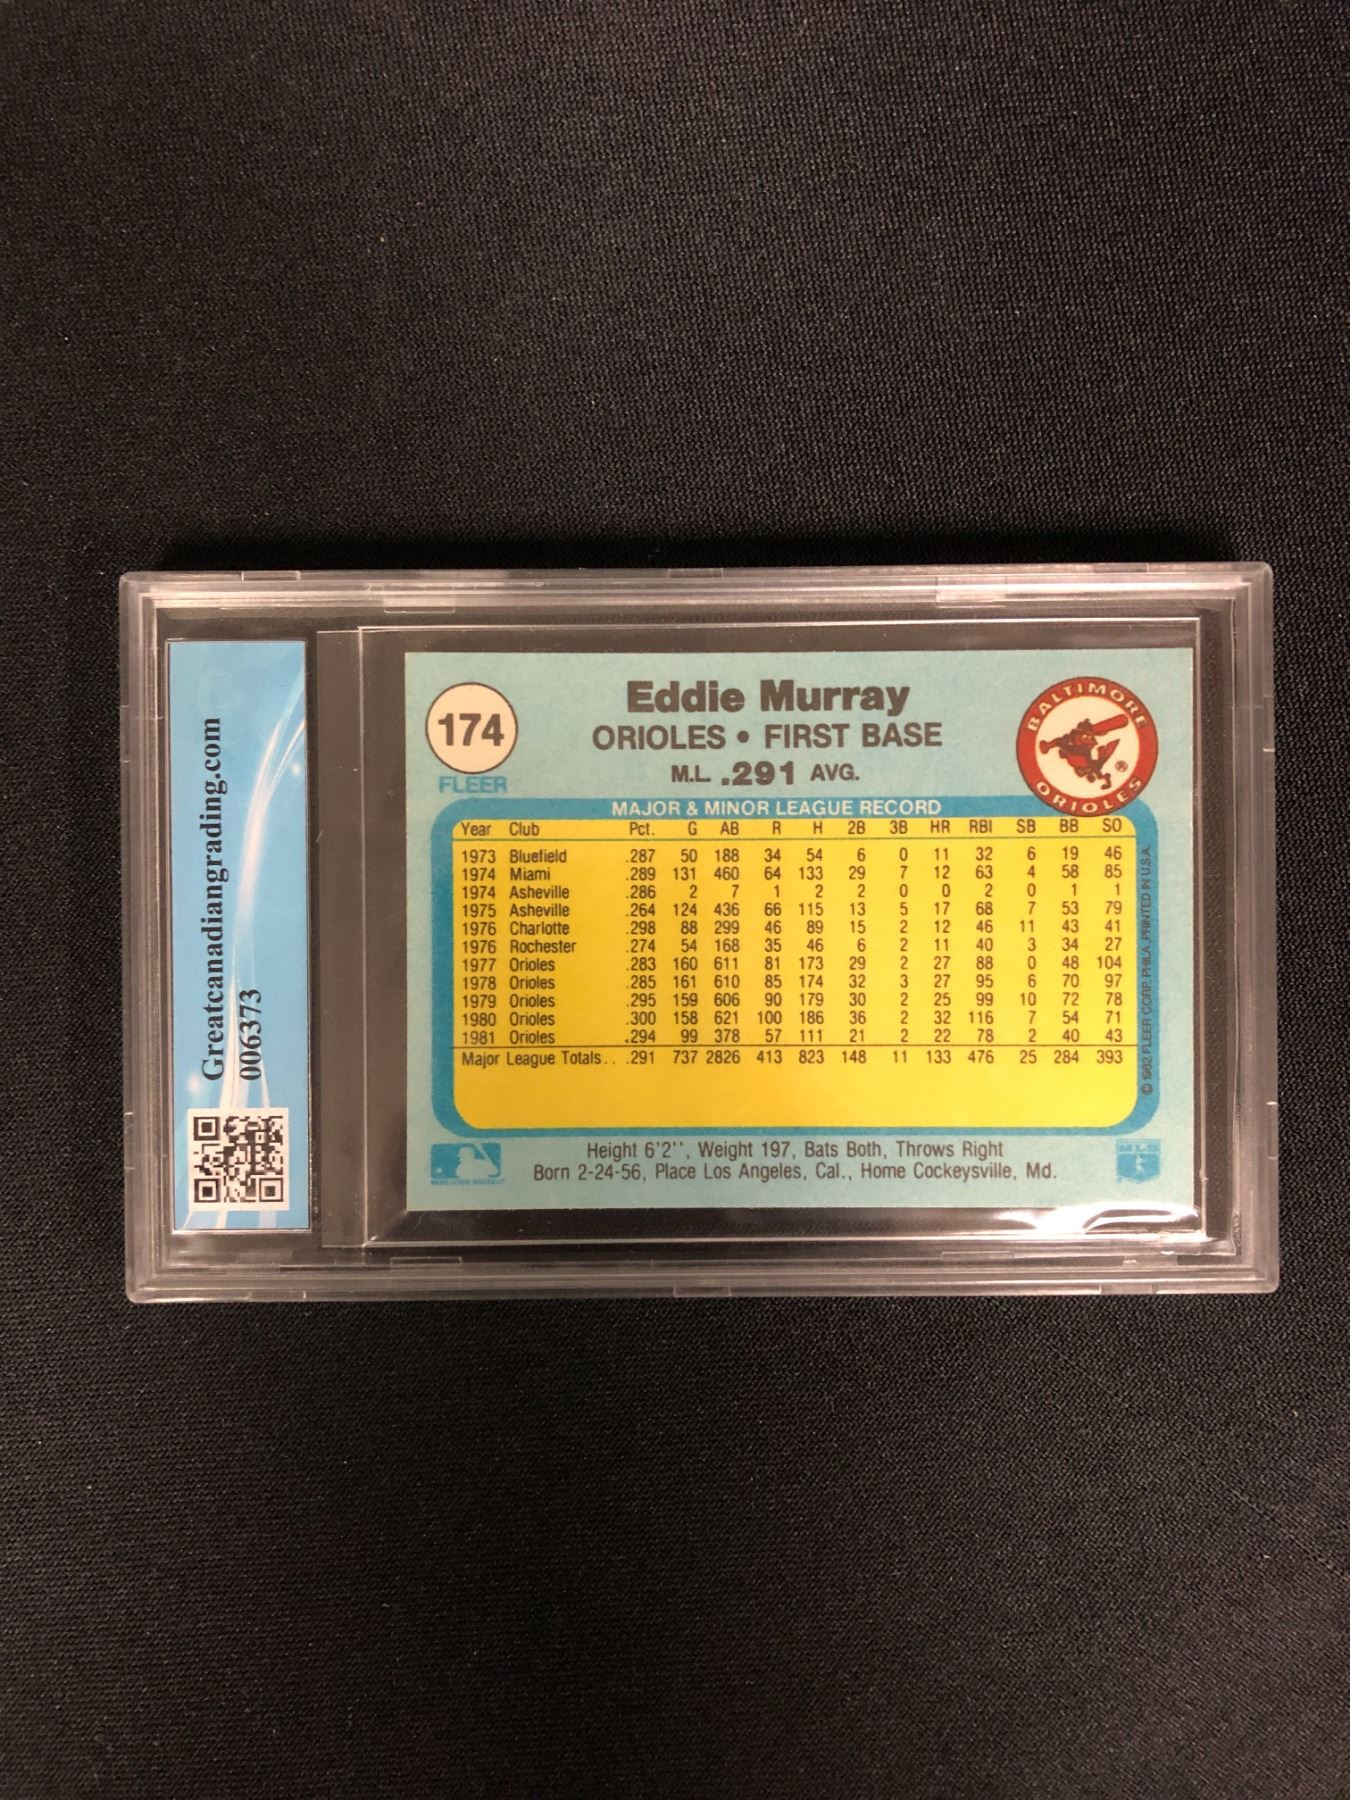 Greatcanadiangrading.com
006373
174
FLEER
Eddie Murray
ORIOLES • FIRST BASE
M.L. .291 AVG.
BALTIMORE
ORIOLES
®
MAJOR & MINOR LEAGUE RECORD
Year Club Pct. G AB R H 2B 3B HR RBI SB BB SO
1973 Bluefield .287 50 188 34 54 6 0 11 32 6 19 46
1974 Miami .289 131 460 64 133 29 7 12 63 4 58 85
1974 Asheville .286 2 7 1 2 2 0 0 2 0 1 1
1975 Asheville .264 124 436 66 115 13 5 17 68 7 53 79
1976 Charlotte .298 88 299 46 89 15 2 12 46 11 43 41
1976 Rochester .274 54 168 35 46 6 2 11 40 3 34 27
1977 Orioles .283 160 611 81 173 29 2 27 88 0 48 104
1978 Orioles .285 161 610 85 174 32 3 27 95 6 70 97
1979 Orioles .295 159 606 90 179 30 2 25 99 10 72 78
1980 Orioles .300 158 621 100 186 36 2 32 116 7 54 71
1981 Orioles .294 99 378 57 111 21 2 22 78 2 40 43
Major League Totals.. .291 737 2826 413 823 148 11 133 476 25 284 393
© 1982 FLEER CORP., PHILA., PRINTED IN U.S.A.
Height 6'2'', Weight 197, Bats Both, Throws Right
Born 2-24-56, Place Los Angeles, Cal., Home Cockeysville, Md.